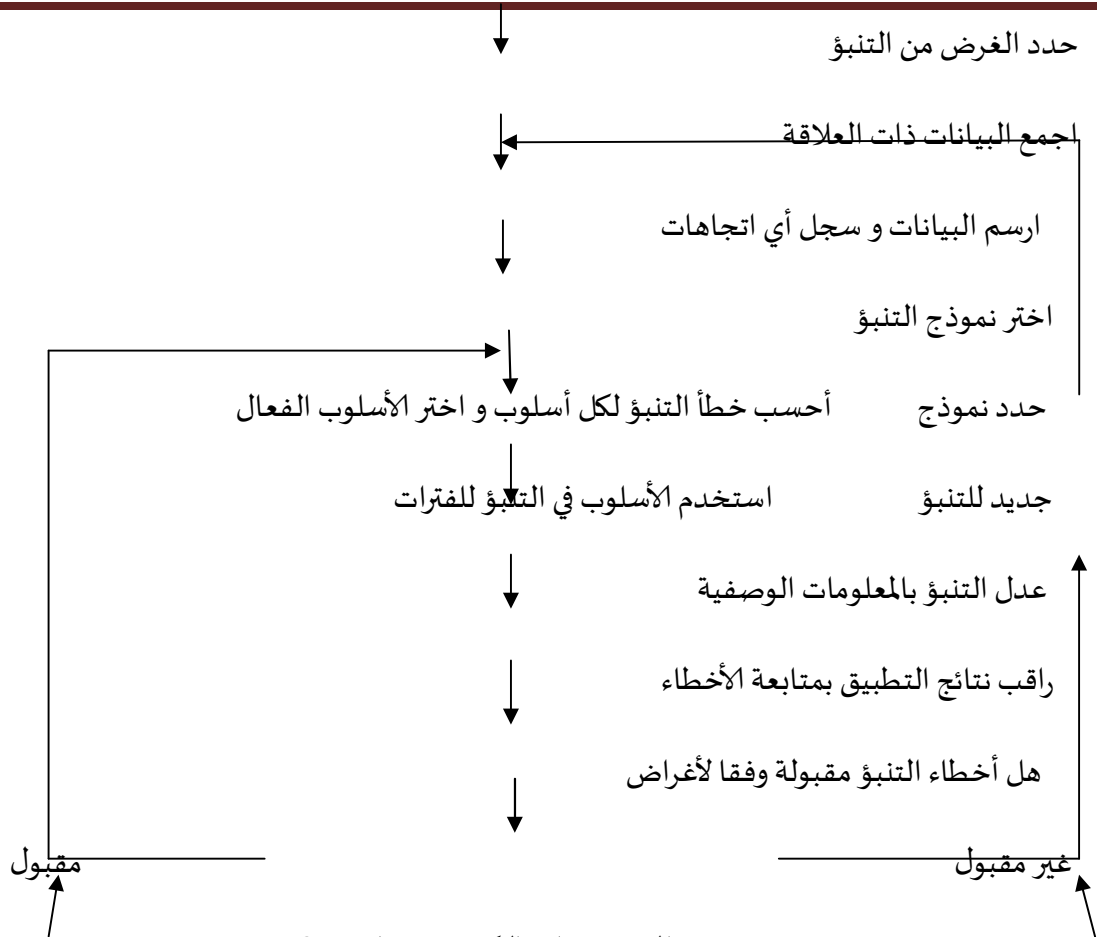 حدد الغرض من التنبؤ
اجمع البيانات ذات العلاقة
ارسم البيانات و سجل أي اتجاهات
اختر نموذج التنبؤ
حدد نموذج أحسب خطأ التنبؤ لكل أسلوب و اختر الأسلوب الفعال
جديد للتنبؤ استخدم الأسلوب في التنبؤ للفترات
عدل التنبؤ بالمعلومات الوصفية
راقب نتائج التطبيق بمتابعة الأخطاء
هل أخطاء التنبؤ مقبولة وفقا لأغراض
غير مقبول مقبول